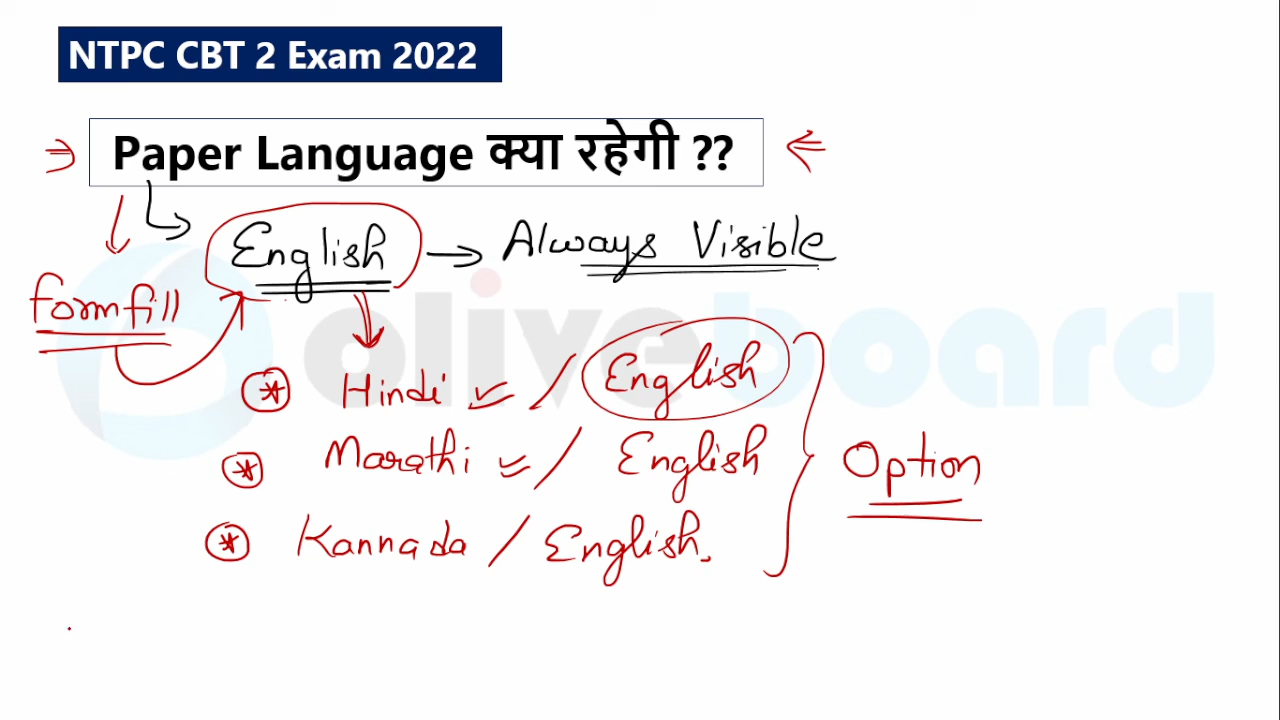 NTPC CBT 2 Exam 2022
⇒ Paper Language क्या रहेगी ?? ⇐
English → Always Visible
formfill
oliveboard
* Hindi / English
* Marathi / English
* Kannada / English.
Option